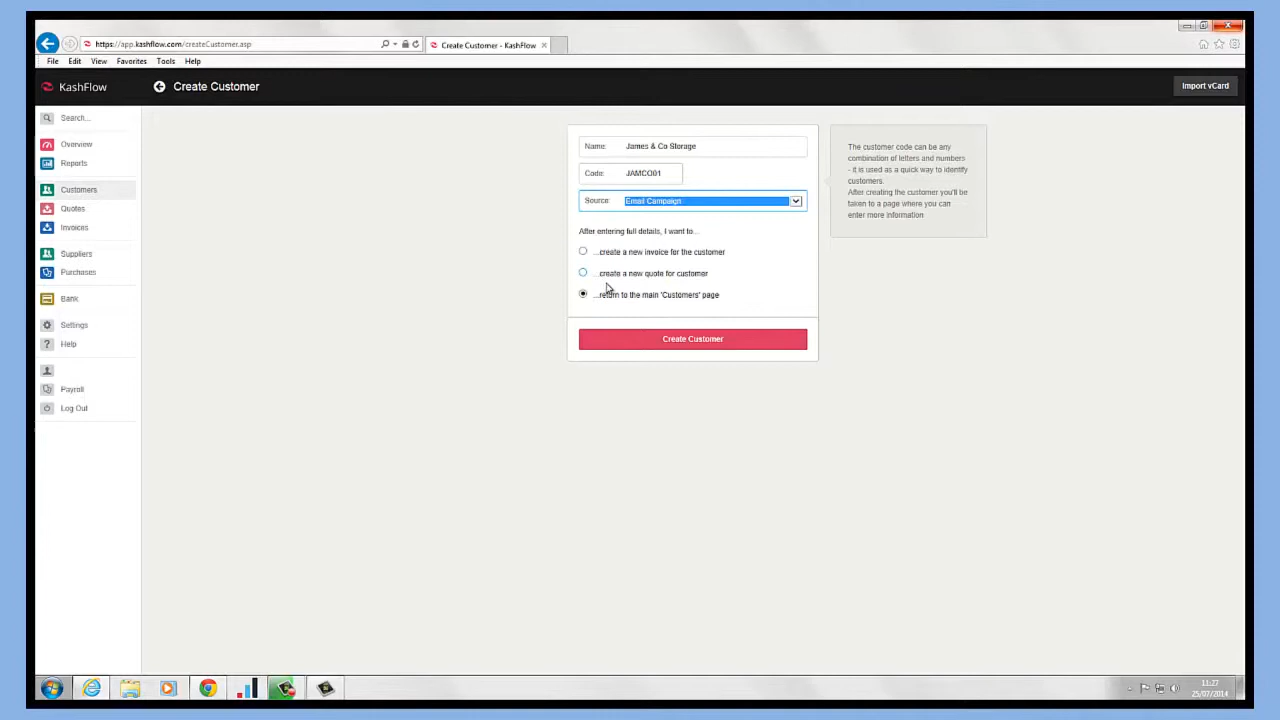 https://app.kashflow.com/createCustomer.asp
Create Customer - KashFlow
File Edit View Favorites Tools Help
KashFlow
Create Customer
Import vCard
Search...
Overview
Reports
Customers
Quotes
Invoices
Suppliers
Purchases
Bank
Settings
Help
Payroll
Log Out
Name: James & Co Storage
Code: JAMCO01
Source: Email Campaign
After entering full details, I want to...
...create a new invoice for the customer
...create a new quote for customer
...return to the main 'Customers' page
Create Customer
The customer code can be any
combination of letters and numbers
- it is used as a quick way to identify
customers.
After creating the customer you'll be
taken to a page where you can
enter more information
11:27
25/07/2014